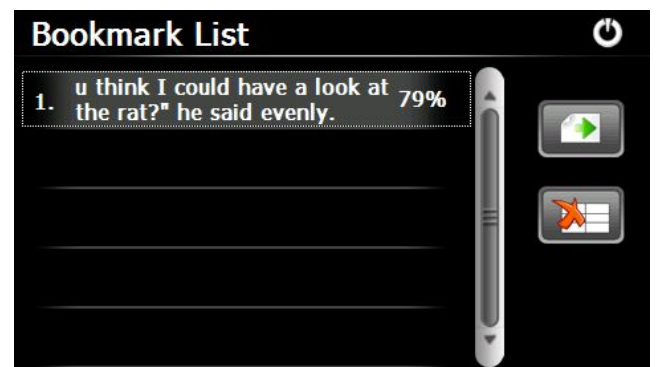 Bookmark List
1. u think I could have a look at 79%
the rat?" he said evenly.